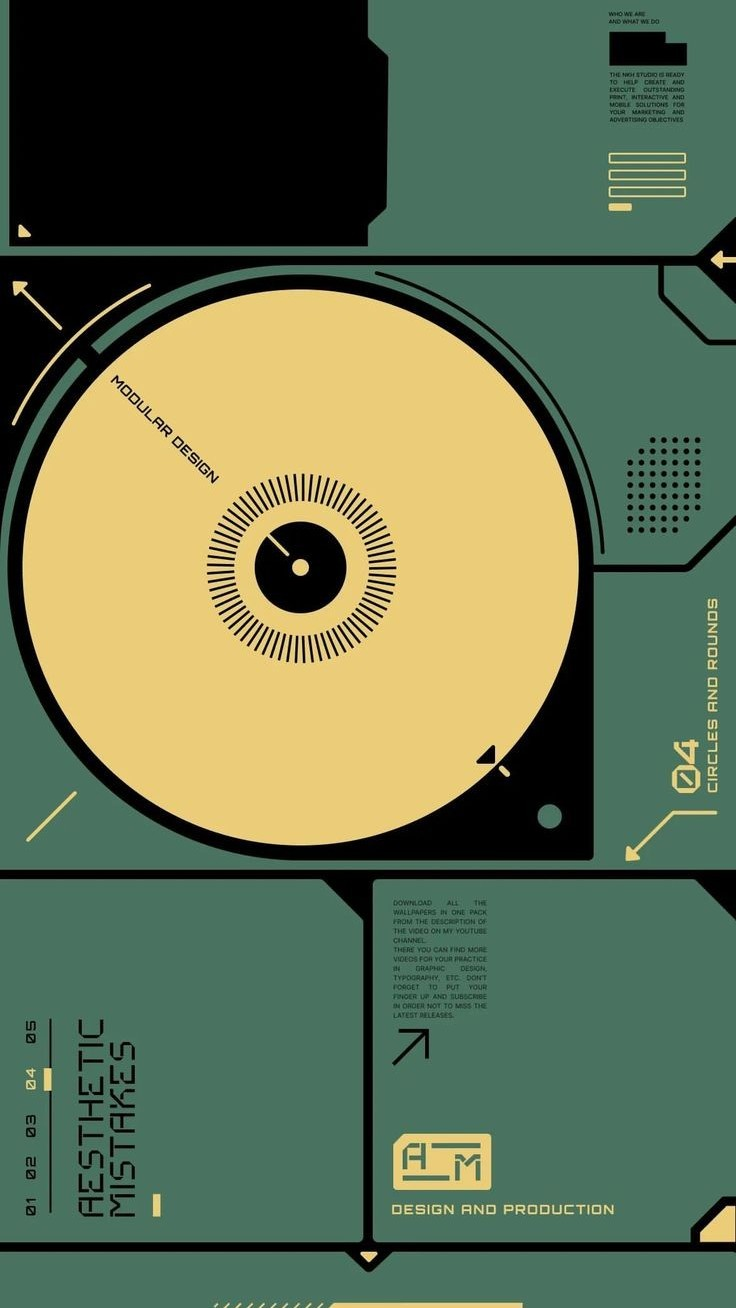 WHO WE ARE
AND WHAT WE DO
THE NKH STUDIO IS READY
TO HELP CREATE AND
EXECUTE OUTSTANDING
PRINT, INTERACTIVE AND
MOBILE SOLUTIONS FOR
YOUR MARKETING AND
ADVERTISING OBJECTIVES
MODULAR DESIGN
04
CIRCLES AND ROUNDS
DOWNLOAD ALL THE
WALLPAPERS IN ONE PACK
FROM THE DESCRIPTION OF
THE VIDEO ON MY YOUTUBE
CHANNEL.
THERE YOU CAN FIND MORE
VIDEOS FOR YOUR PRACTICE
IN GRAPHIC DESIGN,
TYPOGRAPHY, ETC. DON'T
FORGET TO PUT YOUR
FINGER UP AND SUBSCRIBE
IN ORDER NOT TO MISS THE
LATEST RELEASES.
01 02 03 04 05
AESTHETIC
MISTAKES
AM
DESIGN AND PRODUCTION